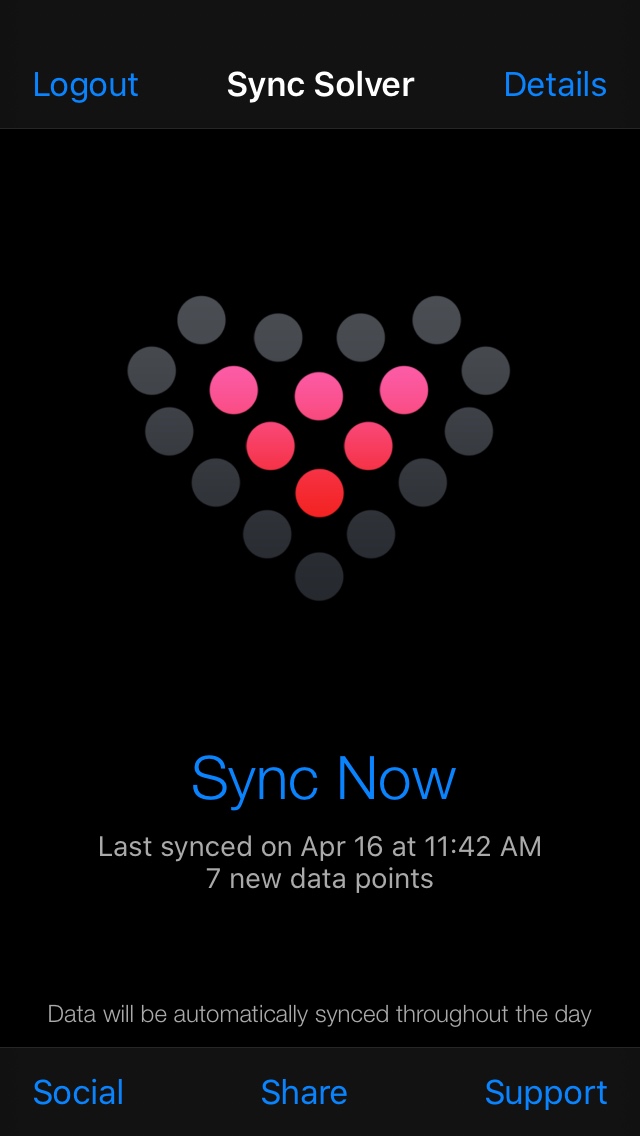 Logout Sync Solver Details
Sync Now
Last synced on Apr 16 at 11:42 AM
7 new data points
Data will be automatically synced throughout the day
Social Share Support